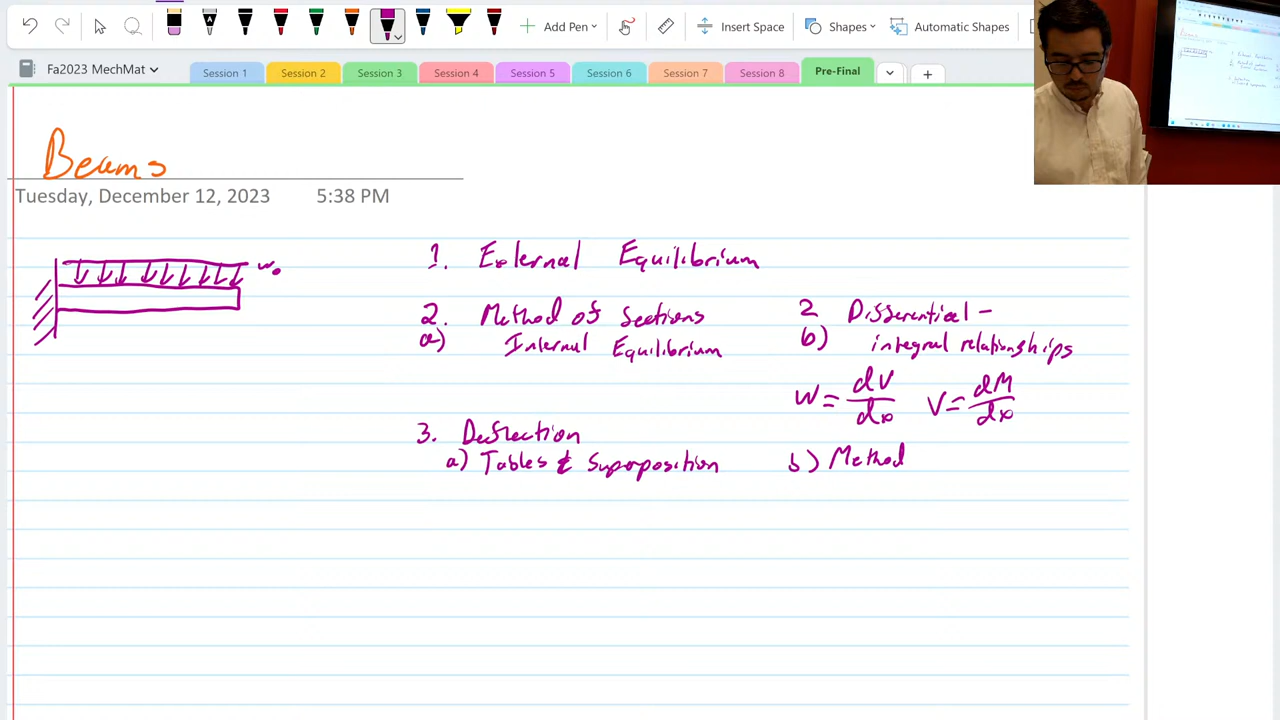 Add Pen
Insert Space
Shapes
Automatic Shapes
Fa2023 MechMat
Session 1
Session 2
Session 3
Session 4
Session 5
Session 6
Session 7
Session 8
Pre-Final
Beams
Tuesday, December 12, 2023 5:38 PM
w₀
1. External Equilibrium
2. Method of Sections
a) Internal Equilibrium
2 Differential -
b) integral relationships
W = dV/dx V = dM/dx
3. Deflection
a) Tables & Superposition
b) Method